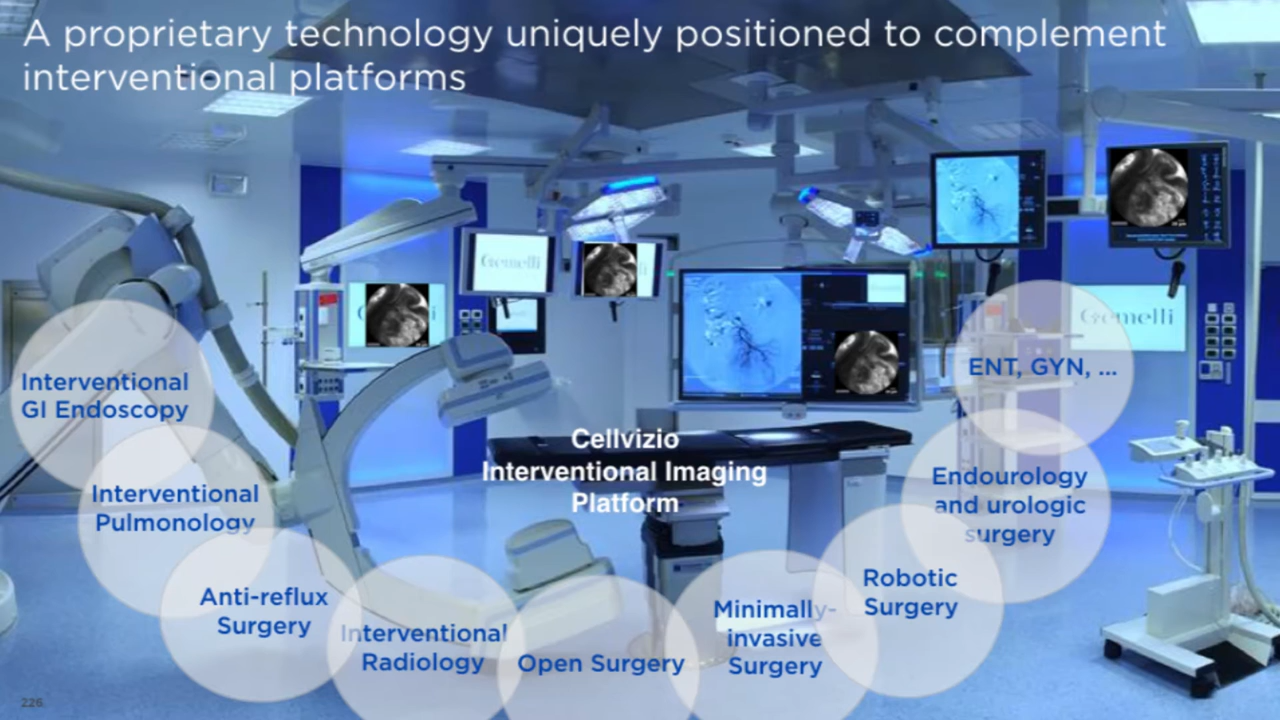 A proprietary technology uniquely positioned to complement
interventional platforms
Gemelli
Gemelli
Interventional
GI Endoscopy
ENT, GYN, ...
Cellvizio
Interventional Imaging
Platform
Interventional
Pulmonology
Endourology
and urologic
surgery
Anti-reflux
Surgery
Interventional
Radiology
Open Surgery
Minimally-
invasive
Surgery
Robotic
Surgery
226